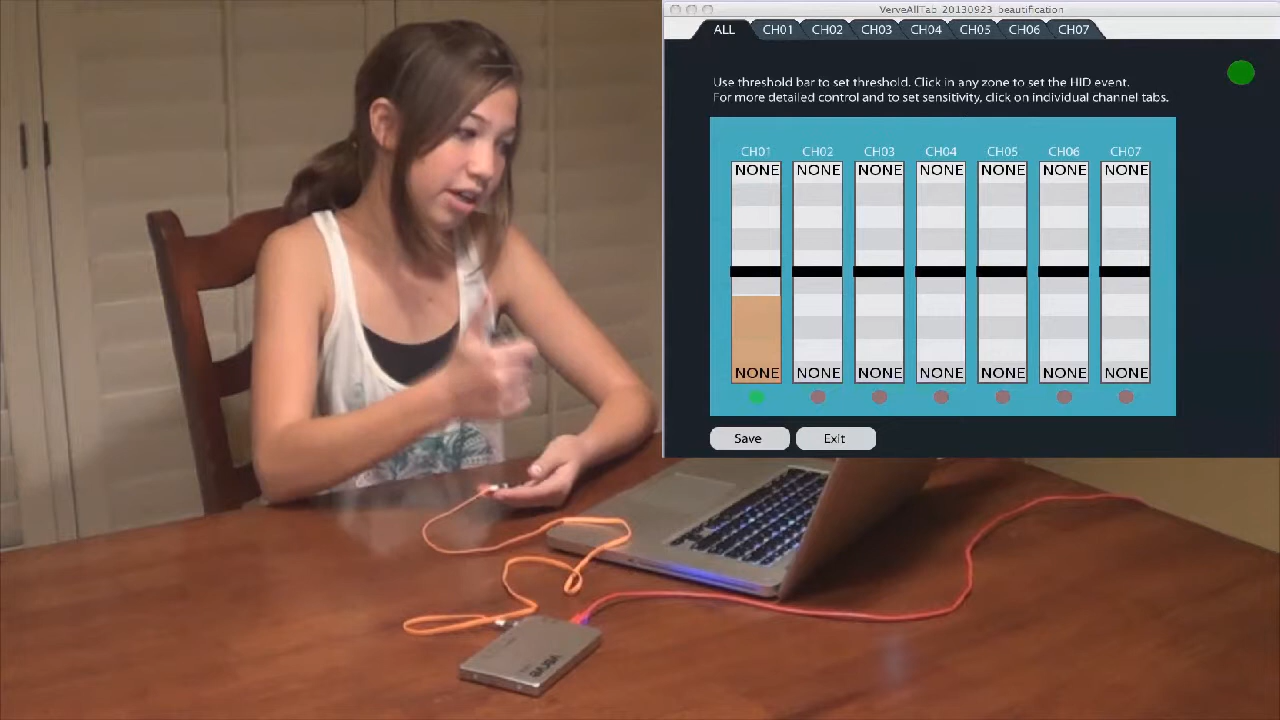 VerveAllTab_20130923_beautification
ALL CH01 CH02 CH03 CH04 CH05 CH06 CH07
Use threshold bar to set threshold. Click in any zone to set the HID event.
For more detailed control and to set sensitivity, click on individual channel tabs.
CH01 CH02 CH03 CH04 CH05 CH06 CH07
NONE NONE NONE NONE NONE NONE NONE
NONE NONE NONE NONE NONE NONE NONE
Save Exit
VERVE